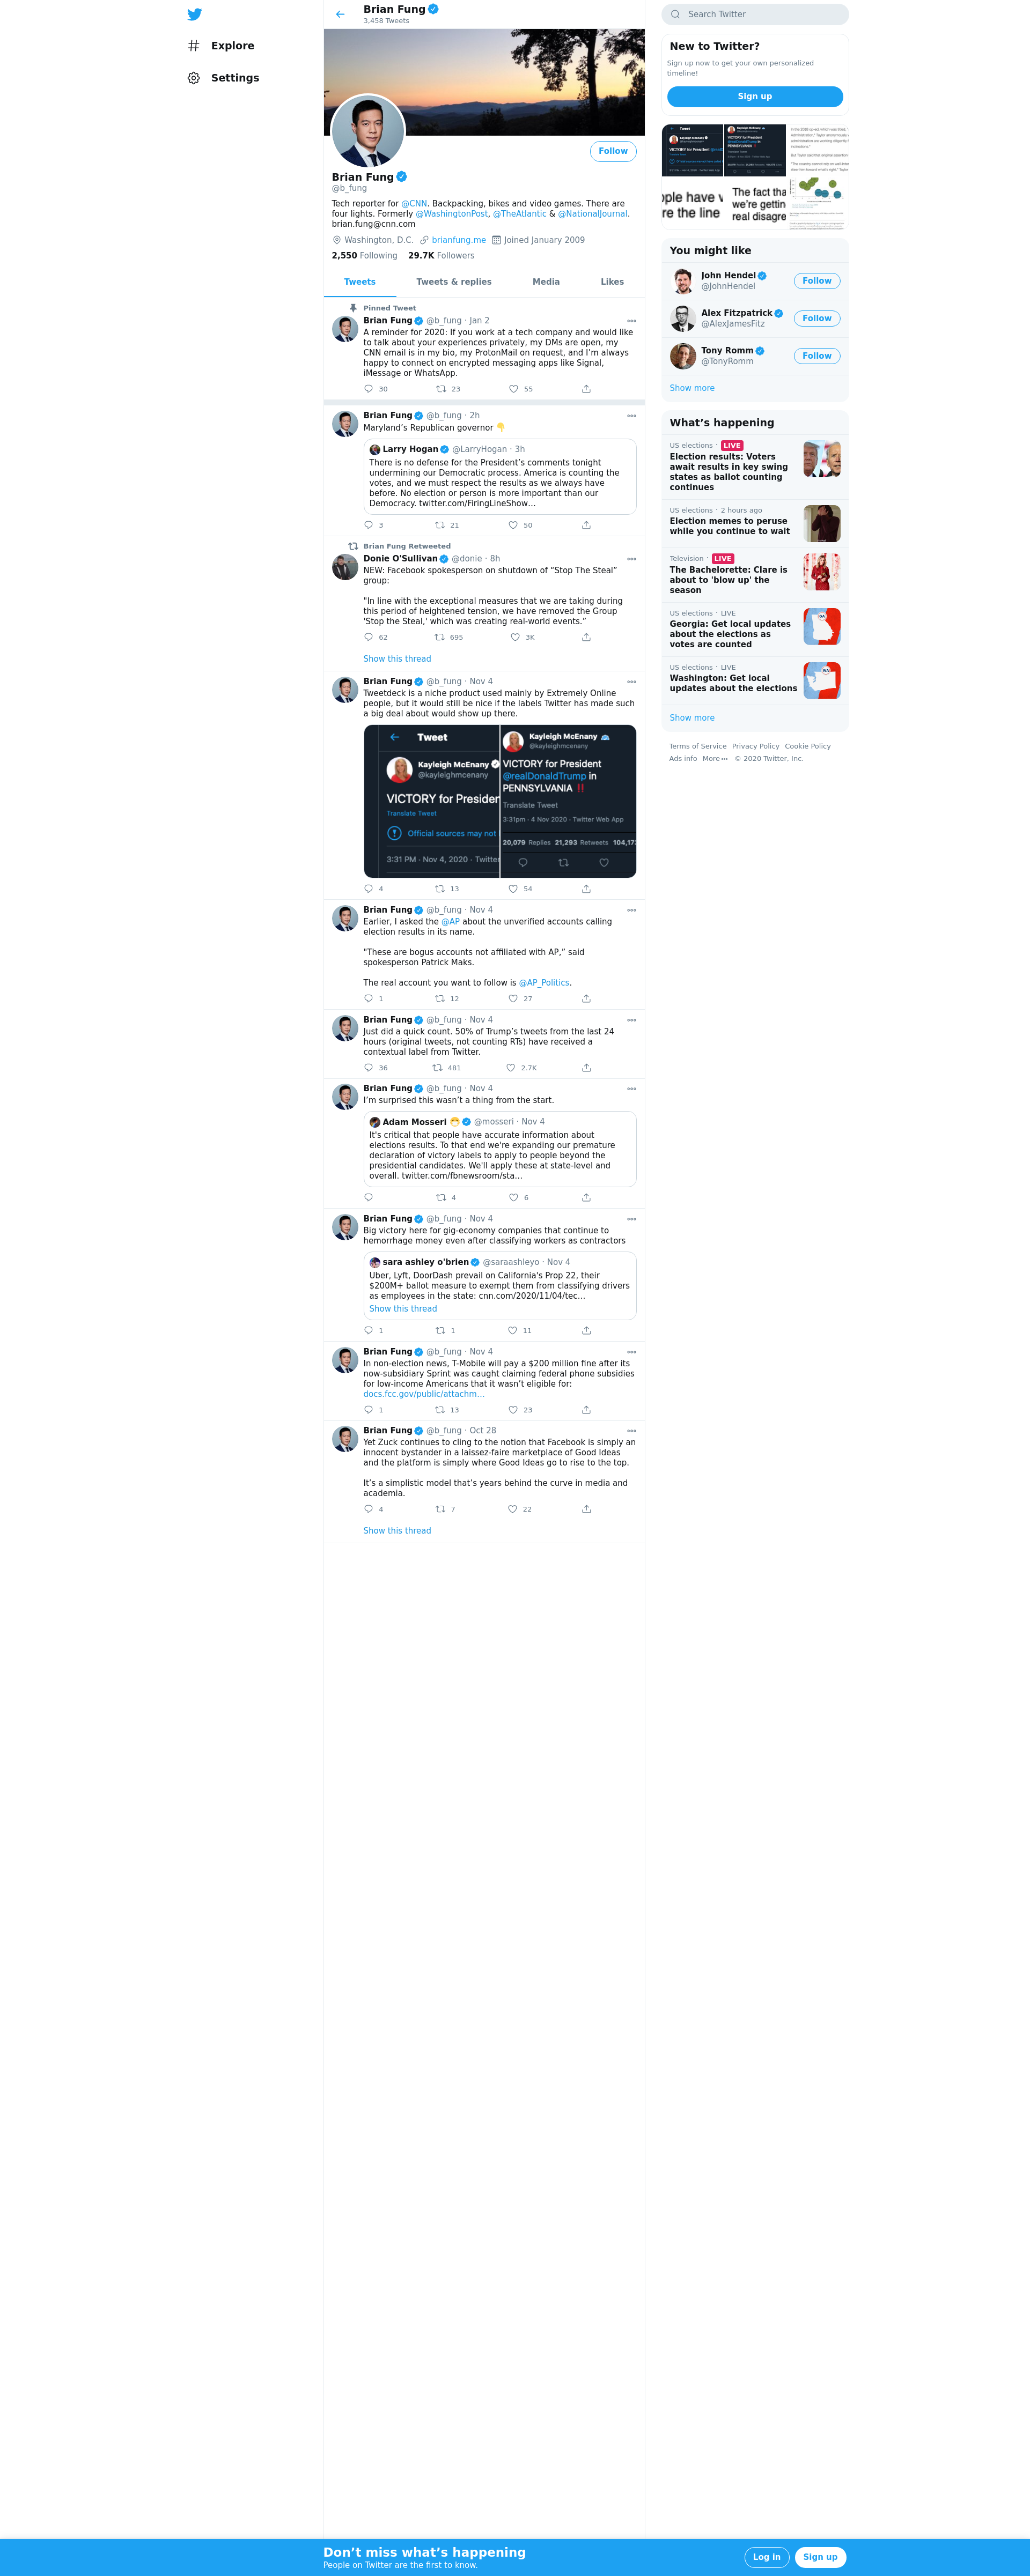 Explore
Settings
Brian Fung
3,458 Tweets
Follow
Brian Fung
@b_fung
Tech reporter for @CNN. Backpacking, bikes and video games. There are
four lights. Formerly @WashingtonPost, @TheAtlantic & @NationalJournal.
brian.fung@cnn.com
Washington, D.C. brianfung.me Joined January 2009
2,550 Following 29.7K Followers
Tweets Tweets & replies Media Likes
Pinned Tweet
Brian Fung @b_fung · Jan 2
A reminder for 2020: If you work at a tech company and would like
to talk about your experiences privately, my DMs are open, my
CNN email is in my bio, my ProtonMail on request, and I’m always
happy to connect on encrypted messaging apps like Signal,
iMessage or WhatsApp.
30 23 55
Brian Fung @b_fung · 2h
Maryland’s Republican governor 👇
Larry Hogan @LarryHogan · 3h
There is no defense for the President’s comments tonight
undermining our Democratic process. America is counting the
votes, and we must respect the results as we always have
before. No election or person is more important than our
Democracy. twitter.com/FiringLineShow…
3 21 50
Brian Fung Retweeted
Donie O'Sullivan @donie · 8h
NEW: Facebook spokesperson on shutdown of “Stop The Steal”
group:
"In line with the exceptional measures that we are taking during
this period of heightened tension, we have removed the Group
'Stop the Steal,' which was creating real-world events.”
62 695 3K
Show this thread
Brian Fung @b_fung · Nov 4
Tweetdeck is a niche product used mainly by Extremely Online
people, but it would still be nice if the labels Twitter has made such
a big deal about would show up there.
Tweet
Kayleigh McEnany
@kayleighmcenany
VICTORY for Presiden
Translate Tweet
Official sources may not
3:31 PM · Nov 4, 2020 · Twitter
Kayleigh McEnany
@kayleighmcenany
VICTORY for President
@realDonaldTrump in
PENNSYLVANIA ‼️
Translate Tweet
3:31pm · 4 Nov 2020 · Twitter Web App
20,079 Replies 21,293 Retweets 104,17
4 13 54
Brian Fung @b_fung · Nov 4
Earlier, I asked the @AP about the unverified accounts calling
election results in its name.
"These are bogus accounts not affiliated with AP,” said
spokesperson Patrick Maks.
The real account you want to follow is @AP_Politics.
1 12 27
Brian Fung @b_fung · Nov 4
Just did a quick count. 50% of Trump’s tweets from the last 24
hours (original tweets, not counting RTs) have received a
contextual label from Twitter.
36 481 2.7K
Brian Fung @b_fung · Nov 4
I’m surprised this wasn’t a thing from the start.
Adam Mosseri 😷 @mosseri · Nov 4
It's critical that people have accurate information about
elections results. To that end we're expanding our premature
declaration of victory labels to apply to people beyond the
presidential candidates. We'll apply these at state-level and
overall. twitter.com/fbnewsroom/sta…
4 6
Brian Fung @b_fung · Nov 4
Big victory here for gig-economy companies that continue to
hemorrhage money even after classifying workers as contractors
sara ashley o'brien @saraashleyo · Nov 4
Uber, Lyft, DoorDash prevail on California's Prop 22, their
$200M+ ballot measure to exempt them from classifying drivers
as employees in the state: cnn.com/2020/11/04/tec…
Show this thread
1 1 11
Brian Fung @b_fung · Nov 4
In non-election news, T-Mobile will pay a $200 million fine after its
now-subsidiary Sprint was caught claiming federal phone subsidies
for low-income Americans that it wasn’t eligible for:
docs.fcc.gov/public/attachm…
1 13 23
Brian Fung @b_fung · Oct 28
Yet Zuck continues to cling to the notion that Facebook is simply an
innocent bystander in a laissez-faire marketplace of Good Ideas
and the platform is simply where Good Ideas go to rise to the top.
It’s a simplistic model that’s years behind the curve in media and
academia.
4 7 22
Show this thread
Search Twitter
New to Twitter?
Sign up now to get your own personalized
timeline!
Sign up
ople have v
re the line
The fact tha
we’re gettin
real disagre
You might like
John Hendel
@JohnHendel
Follow
Alex Fitzpatrick
@AlexJamesFitz
Follow
Tony Romm
@TonyRomm
Follow
Show more
What’s happening
US elections · LIVE
Election results: Voters
await results in key swing
states as ballot counting
continues
US elections · 2 hours ago
Election memes to peruse
while you continue to wait
Television · LIVE
The Bachelorette: Clare is
about to 'blow up' the
season
US elections · LIVE
Georgia: Get local updates
about the elections as
votes are counted
US elections · LIVE
Washington: Get local
updates about the elections
Show more
Terms of Service Privacy Policy Cookie Policy
Ads info More ··· © 2020 Twitter, Inc.
Don’t miss what’s happening
People on Twitter are the first to know.
Log in
Sign up